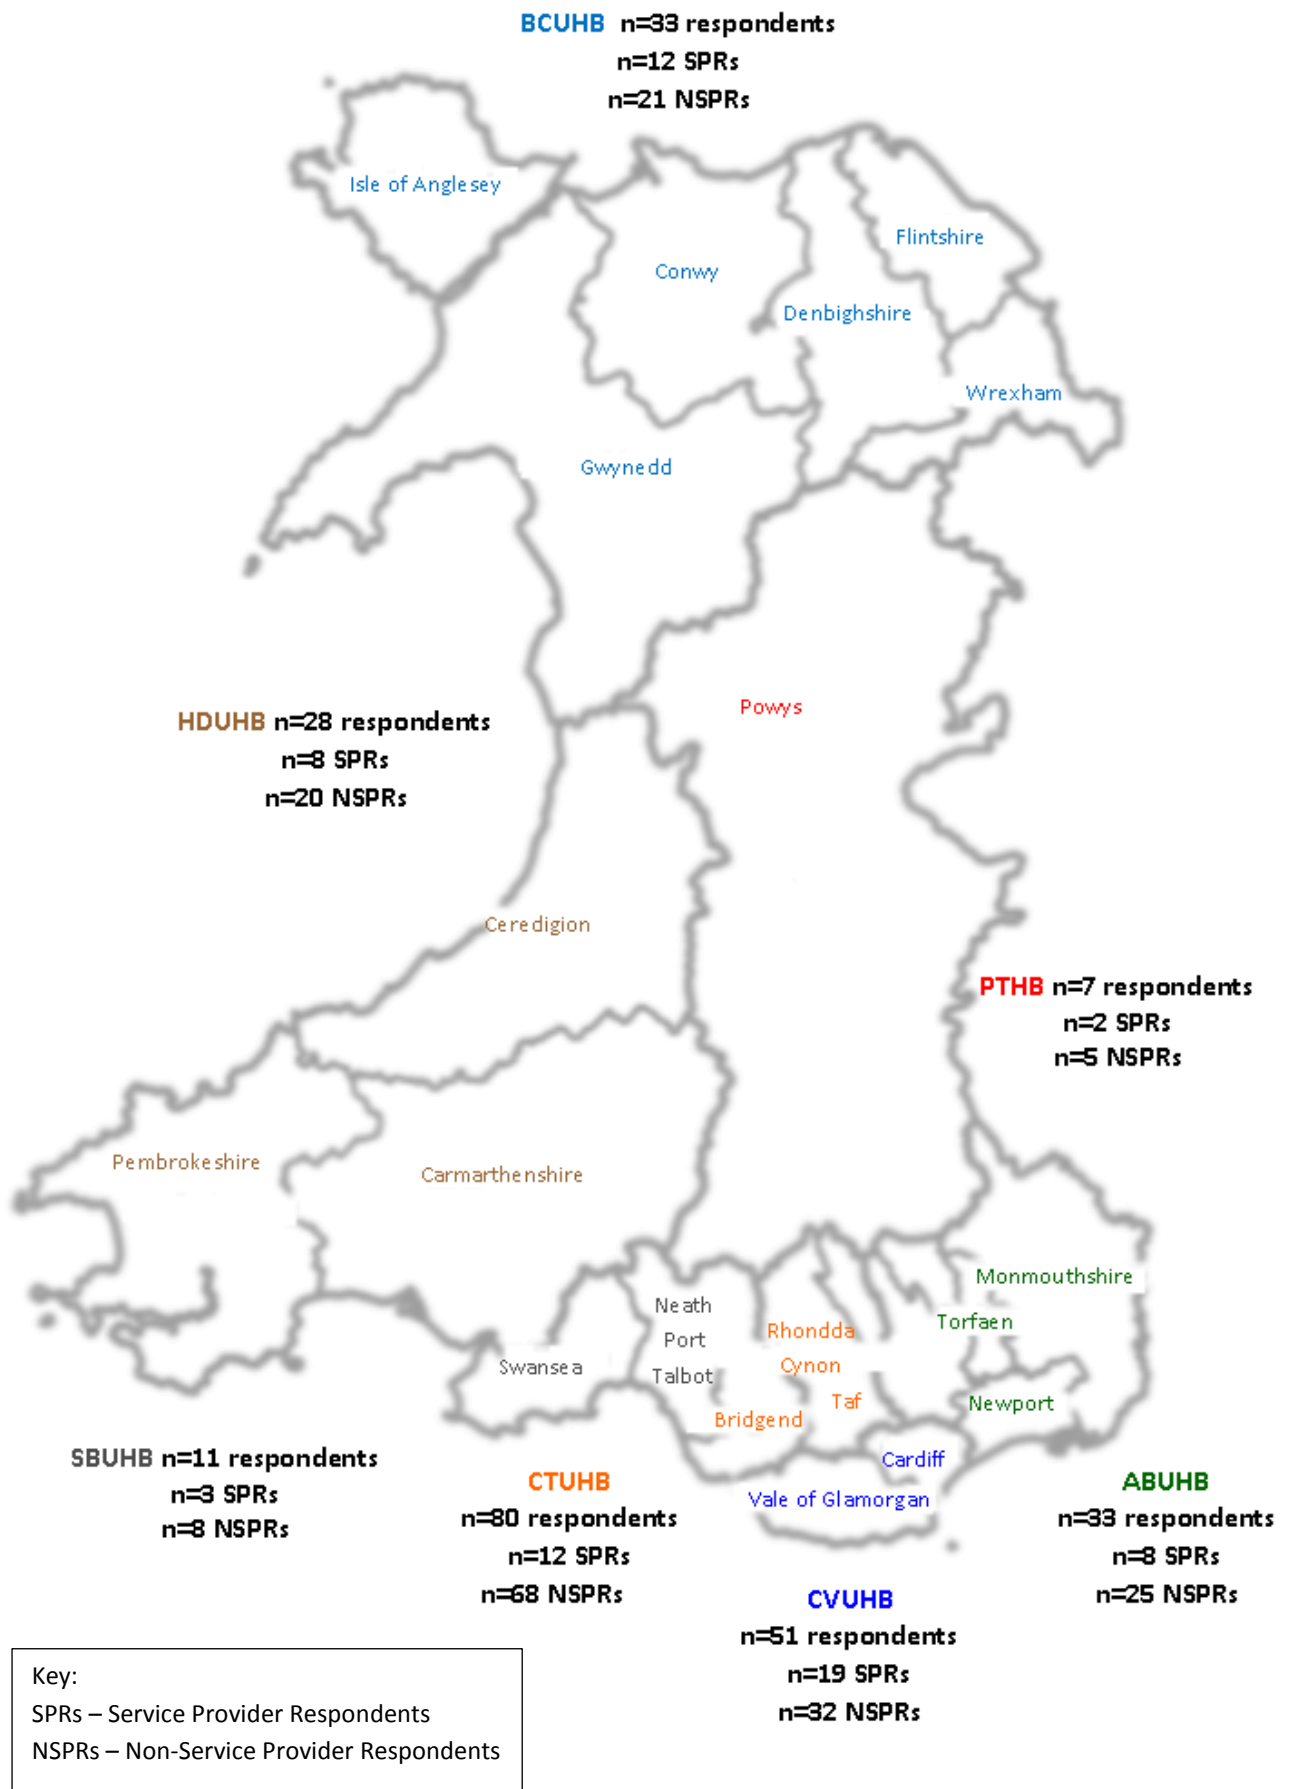 BCUHB n=33 respondents
n=12 SPRs
n=21 NSPRs
Isle of Anglesey
Flintshire
Conwy
Denbighshire
Wrexham
Gwynedd
Powys
HDUHB n=28 respondents
n=8 SPRs
n=20 NSPRs
Ceredigion
PTHB n=7 respondents
n=2 SPRs
n=5 NSPRs
Pembrokeshire
Carmarthenshire
Monmouthshire
Torfaen
Newport
Neath
Port
Talbot
Swansea
Rhondda
Cynon
Taf
Bridgend
Cardiff
Vale of Glamorgan
SBUHB n=11 respondents
n=3 SPRs
n=8 NSPRs
CTUHB
n=80 respondents
n=12 SPRs
n=68 NSPRs
ABUHB
n=33 respondents
n=8 SPRs
n=25 NSPRs
CVUHB
n=51 respondents
n=19 SPRs
n=32 NSPRs
Key:
SPRs – Service Provider Respondents
NSPRs – Non-Service Provider Respondents